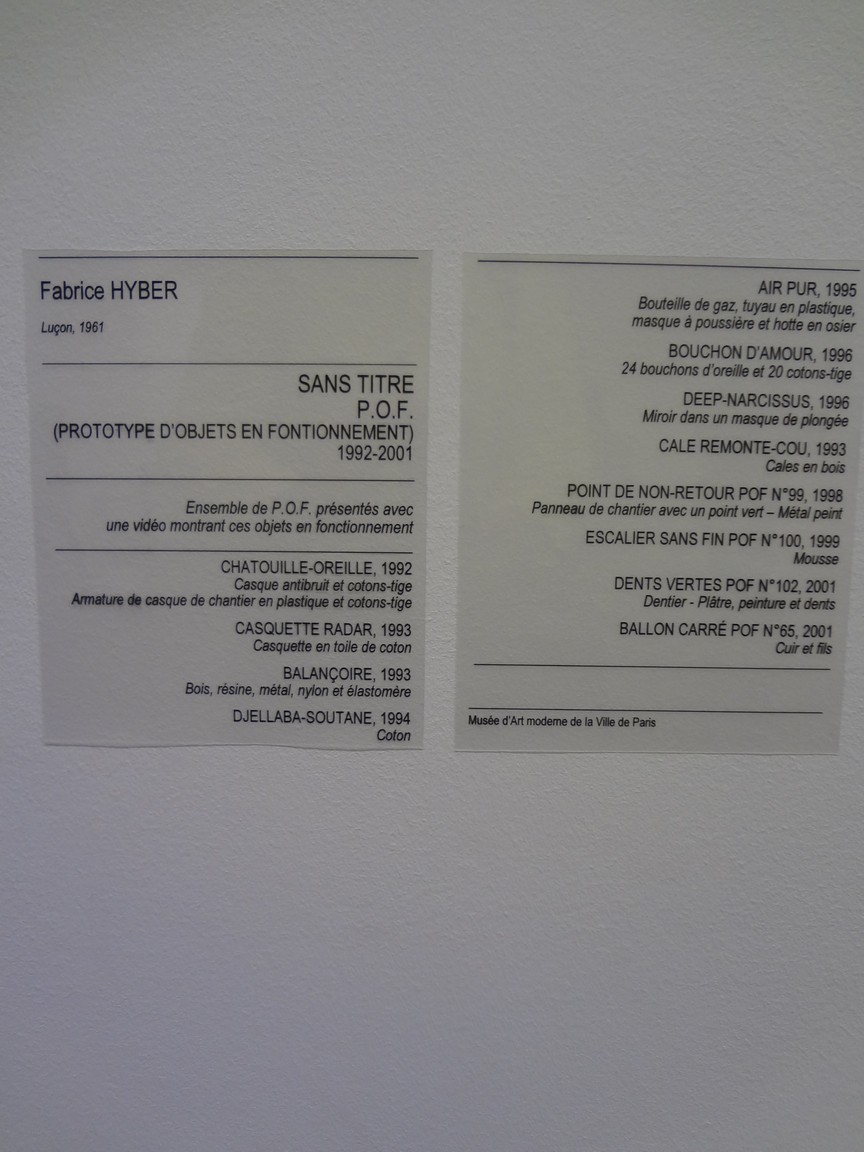 Fabrice HYBER
Luçon, 1961
SANS TITRE
P.O.F.
(PROTOTYPE D'OBJETS EN FONTIONNEMENT)
1992-2001
Ensemble de P.O.F. présentés avec
une vidéo montrant ces objets en fonctionnement
CHATOUILLE-OREILLE, 1992
Casque antibruit et cotons-tige
Armature de casque de chantier en plastique et cotons-tige
CASQUETTE RADAR, 1993
Casquette en toile de coton
BALANÇOIRE, 1993
Bois, résine, métal, nylon et élastomère
DJELLABA-SOUTANE, 1994
Coton
AIR PUR, 1995
Bouteille de gaz, tuyau en plastique,
masque à poussière et hotte en osier
BOUCHON D'AMOUR, 1996
24 bouchons d'oreille et 20 cotons-tige
DEEP-NARCISSUS, 1996
Miroir dans un masque de plongée
CALE REMONTE-COU, 1993
Cales en bois
POINT DE NON-RETOUR POF N°99, 1998
Panneau de chantier avec un point vert – Métal peint
ESCALIER SANS FIN POF N°100, 1999
Mousse
DENTS VERTES POF N°102, 2001
Dentier - Plâtre, peinture et dents
BALLON CARRÉ POF N°65, 2001
Cuir et fils
Musée d'Art moderne de la Ville de Paris